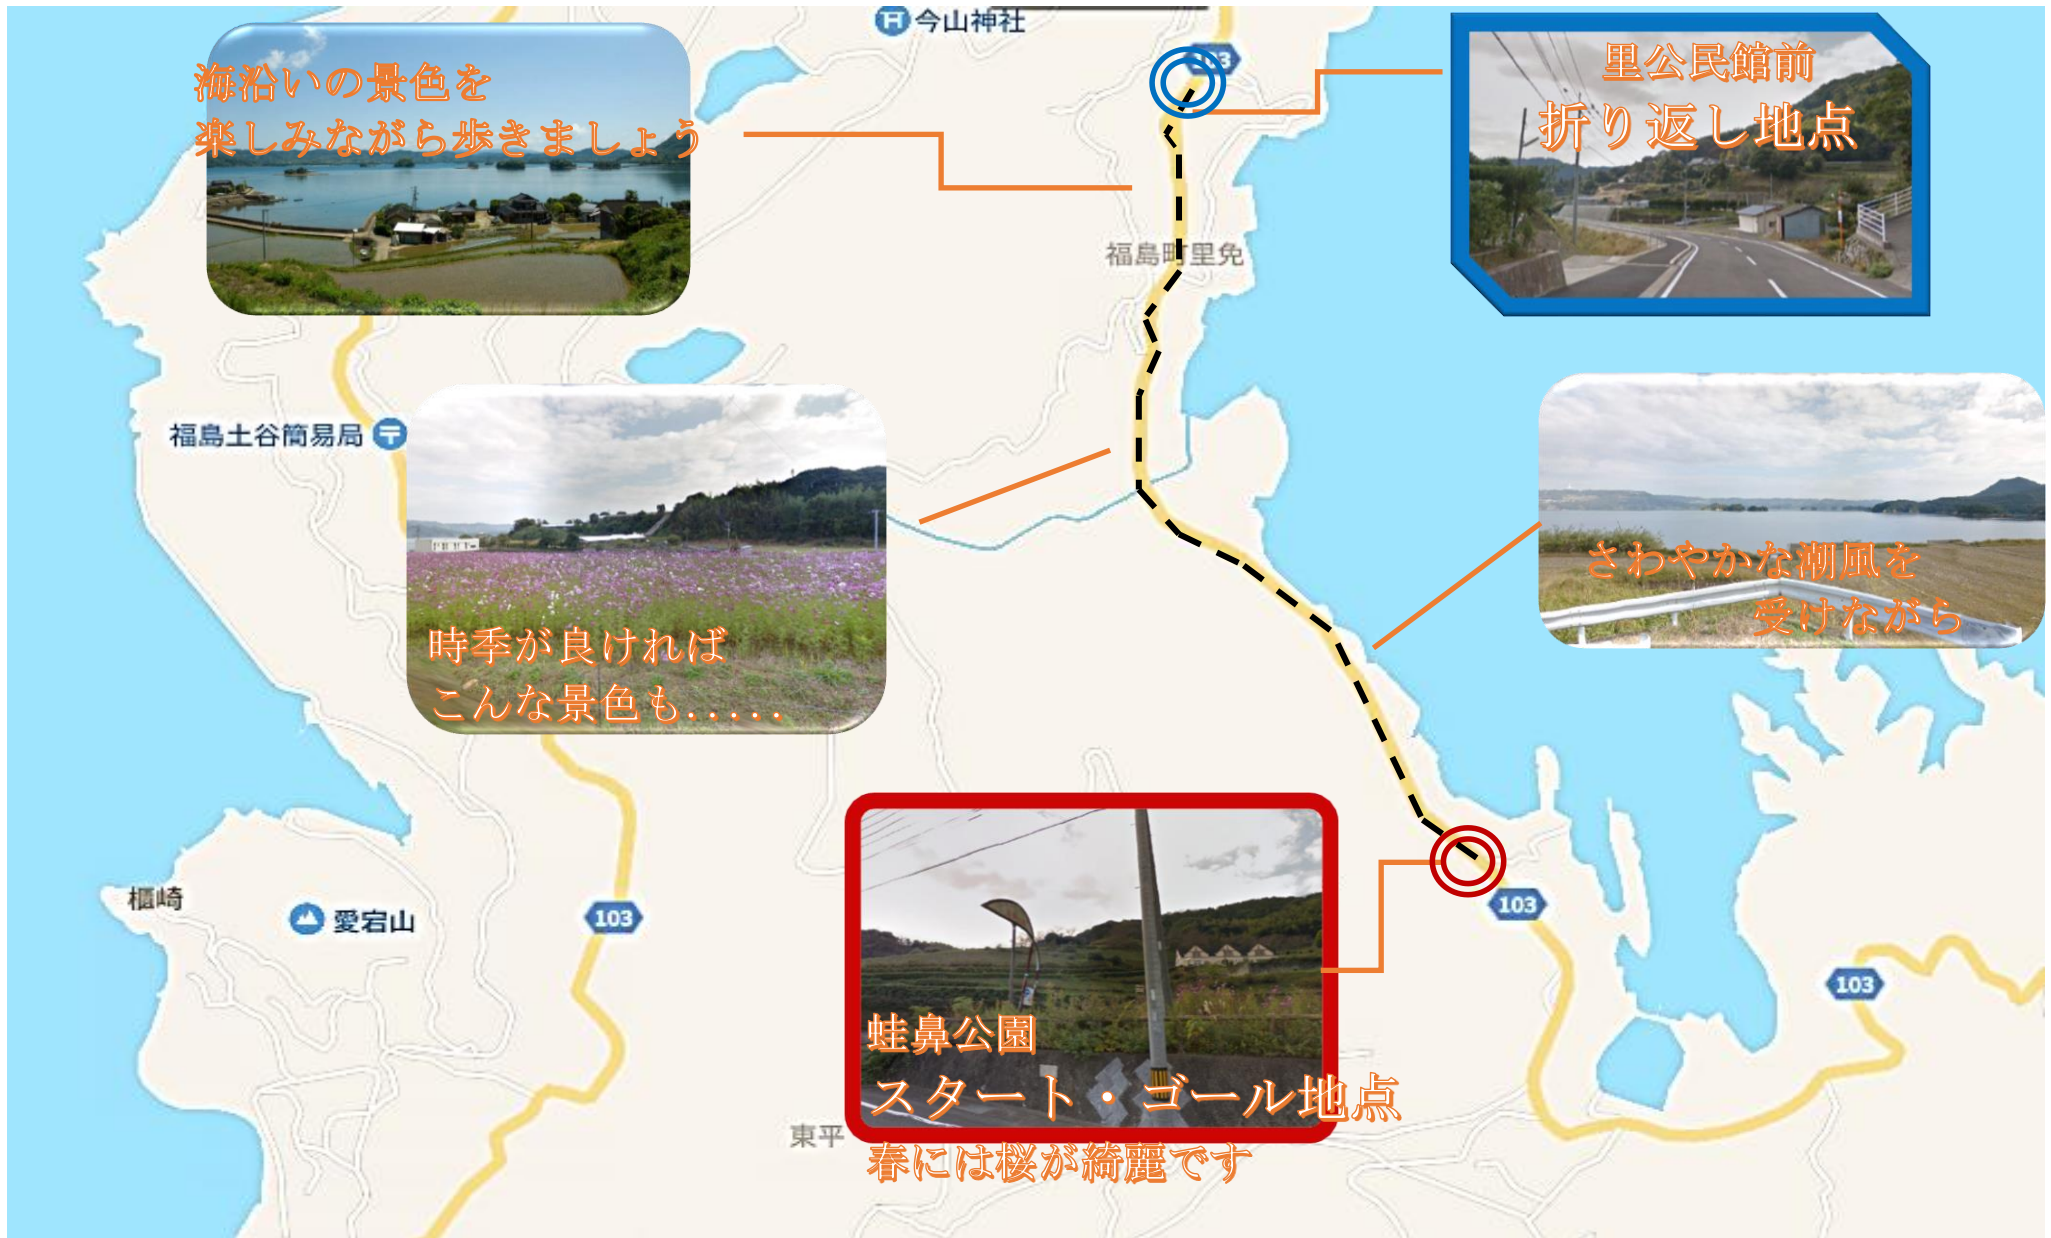 今山神社
103
海沿いの景色を
楽しみながら歩きましょう
里公民館前
折り返し地点
福島町里免
福島土谷簡易局
時季が良ければ
こんな景色も.....
さわやかな潮風を
受けながら
櫃崎
愛宕山
103
103
103
蛙鼻公園
スタート・ゴール地点
春には桜が綺麗です
東平